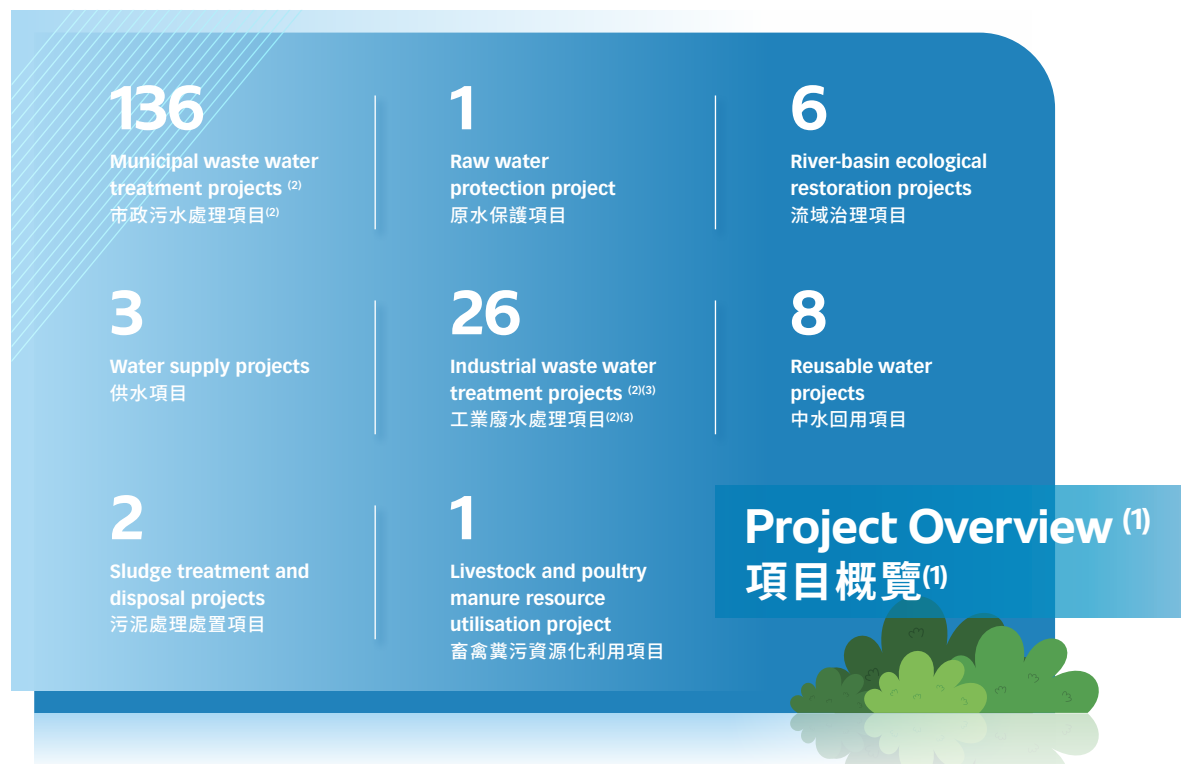 136
Municipal waste water
treatment projects (2)
市政污水處理項目(2)
1
Raw water
protection project
原水保護項目
6
River-basin ecological
restoration projects
流域治理項目
3
Water supply projects
供水項目
26
Industrial waste water
treatment projects (2)(3)
工業廢水處理項目(2)(3)
8
Reusable water
projects
中水回用項目
2
Sludge treatment and
disposal projects
污泥處理處置項目
1
Livestock and poultry
manure resource
utilisation project
畜禽糞污資源化利用項目
Project Overview (1)
項目概覽(1)